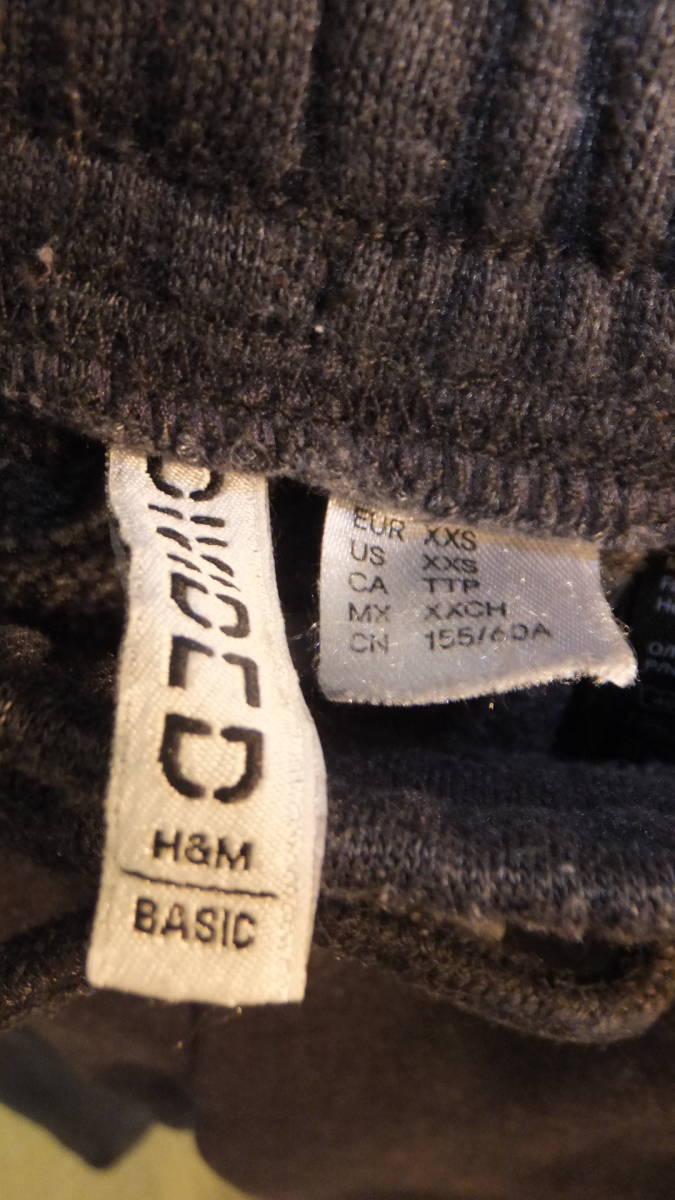 DIVIDED
H&M
BASIC
EUR XXS
US XXS
CA TTP
MX XXCH
CN 155/60A